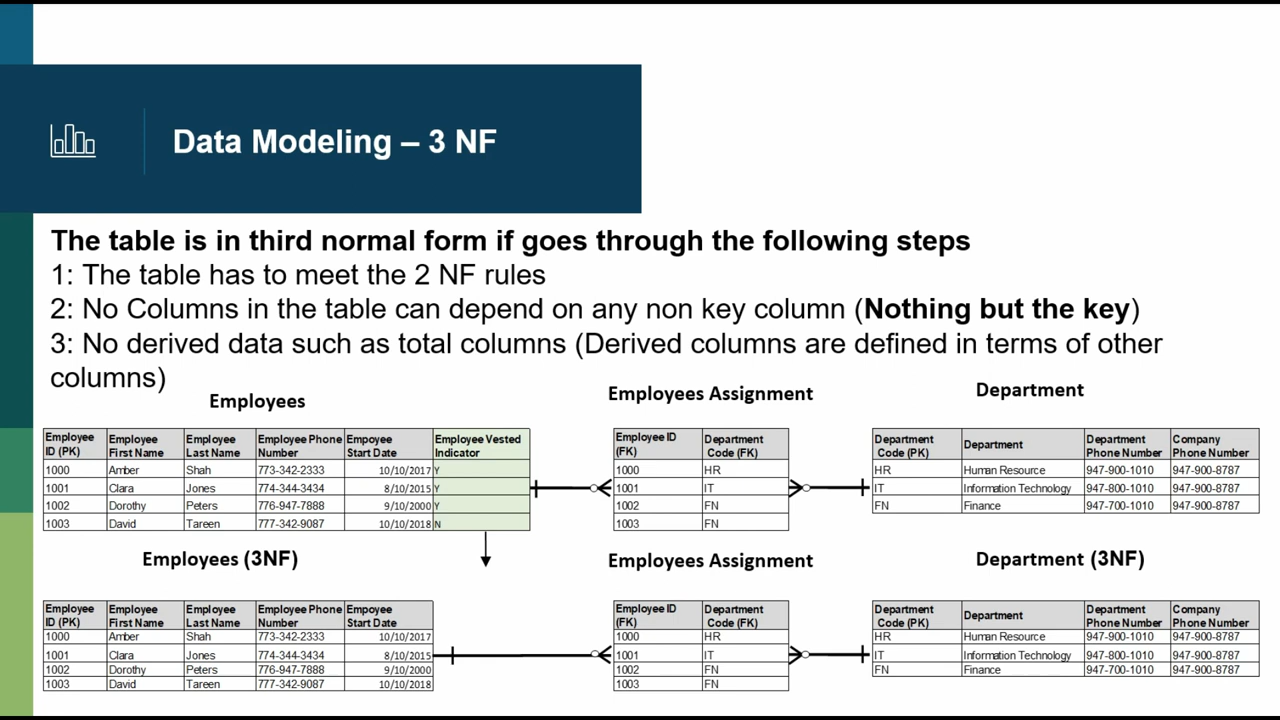 Data Modeling – 3 NF
The table is in third normal form if goes through the following steps
1: The table has to meet the 2 NF rules
2: No Columns in the table can depend on any non key column (Nothing but the key)
3: No derived data such as total columns (Derived columns are defined in terms of other
columns)
Employees
Employee ID (PK) Employee First Name Employee Last Name Employee Phone Number Empoyee Start Date Employee Vested Indicator
1000 Amber Shah 773-342-2333 10/10/2017 Y
1001 Clara Jones 774-344-3434 8/10/2015 Y
1002 Dorothy Peters 776-947-7888 9/10/2000 Y
1003 David Tareen 777-342-9087 10/10/2018 N
Employees Assignment
Employee ID (FK) Department Code (FK)
1000 HR
1001 IT
1002 FN
1003 FN
Department
Department Code (PK) Department Department Phone Number Company Phone Number
HR Human Resource 947-900-1010 947-900-8787
IT Information Technology 947-800-1010 947-900-8787
FN Finance 947-700-1010 947-900-8787
Employees (3NF)
Employee ID (PK) Employee First Name Employee Last Name Employee Phone Number Empoyee Start Date
1000 Amber Shah 773-342-2333 10/10/2017
1001 Clara Jones 774-344-3434 8/10/2015
1002 Dorothy Peters 776-947-7888 9/10/2000
1003 David Tareen 777-342-9087 10/10/2018
Employees Assignment
Employee ID (FK) Department Code (FK)
1000 HR
1001 IT
1002 FN
1003 FN
Department (3NF)
Department Code (PK) Department Department Phone Number Company Phone Number
HR Human Resource 947-900-1010 947-900-8787
IT Information Technology 947-800-1010 947-900-8787
FN Finance 947-700-1010 947-900-8787